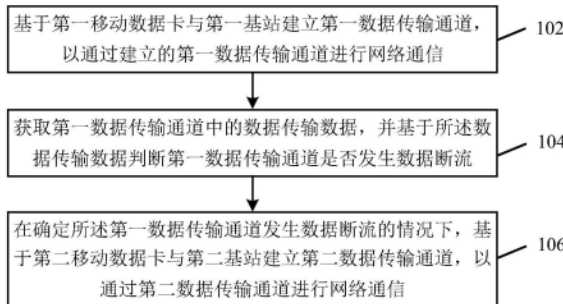 基于第一移动数据卡与第一基站建立第一数据传输通道，
以通过建立的第一数据传输通道进行网络通信
102
获取第一数据传输通道中的数据传输数据，并基于所述数
据传输数据判断第一数据传输通道是否发生数据断流
104
在确定所述第一数据传输通道发生数据断流的情况下，基
于第二移动数据卡与第二基站建立第二数据传输通道，以
通过第二数据传输通道进行网络通信
106